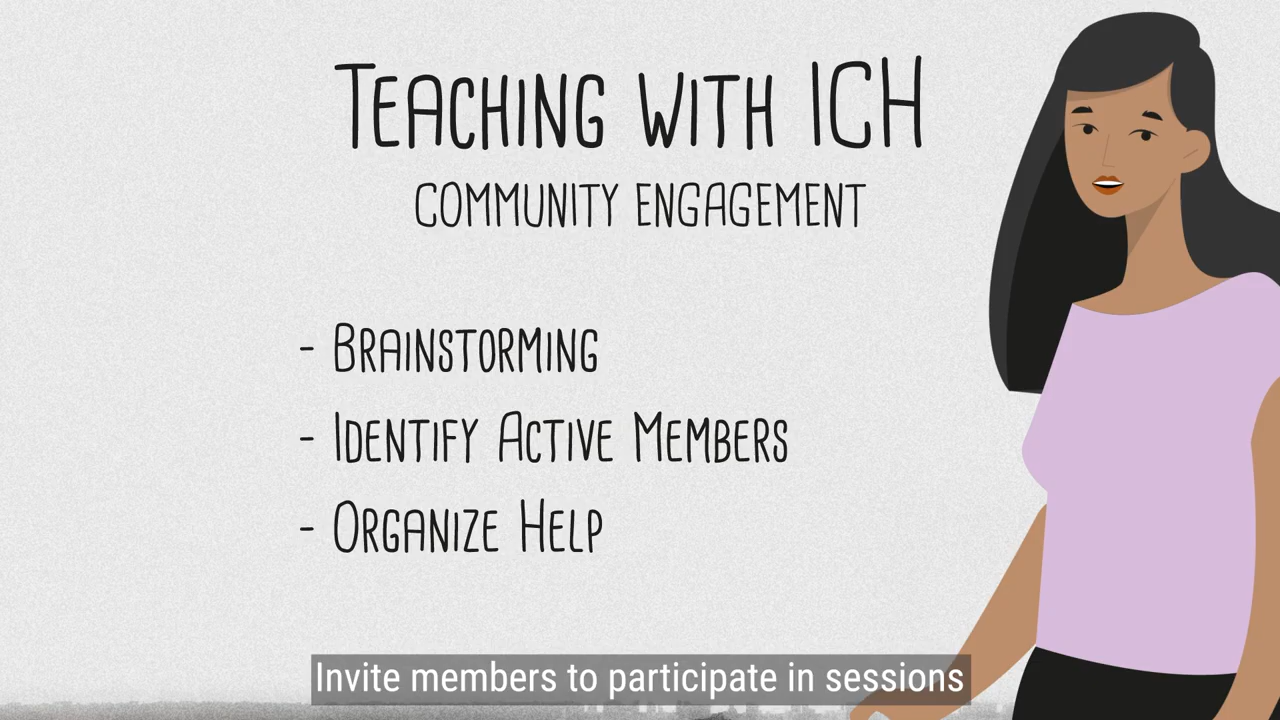 Teaching with ICH
Community Engagement
- Brainstorming
- Identify Active Members
- Organize Help
Invite members to participate in sessions